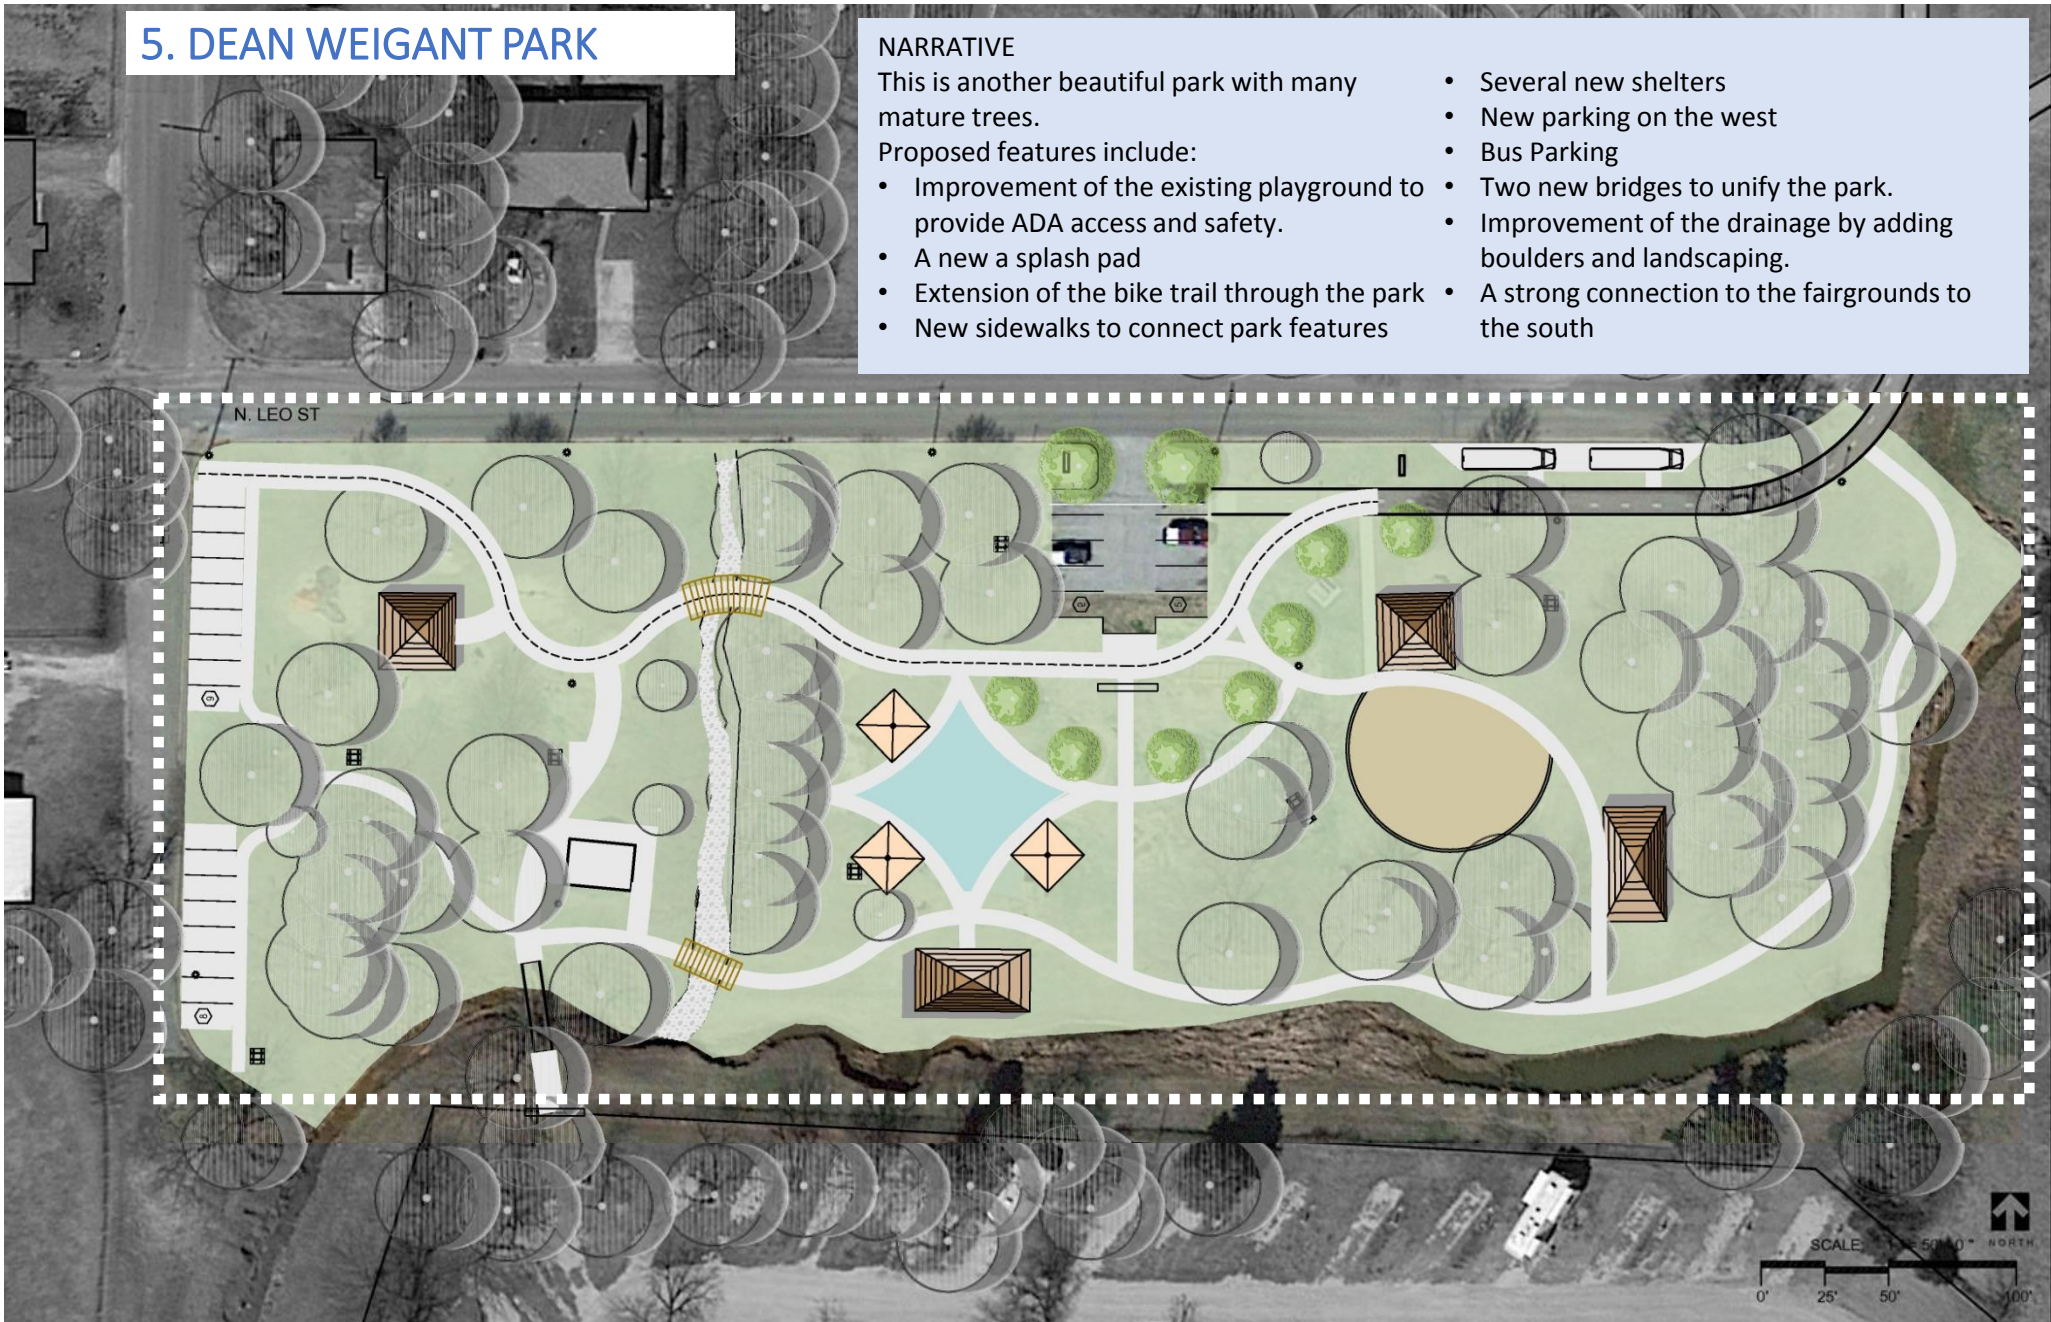 5. DEAN WEIGANT PARK
NARRATIVE
This is another beautiful park with many
mature trees.
Proposed features include:
• Improvement of the existing playground to
provide ADA access and safety.
• A new a splash pad
• Extension of the bike trail through the park
• New sidewalks to connect park features
• Several new shelters
• New parking on the west
• Bus Parking
• Two new bridges to unify the park.
• Improvement of the drainage by adding
boulders and landscaping.
• A strong connection to the fairgrounds to
the south
N. LEO ST
9
8
5
NORTH
SCALE:
0' 25' 50' 100'